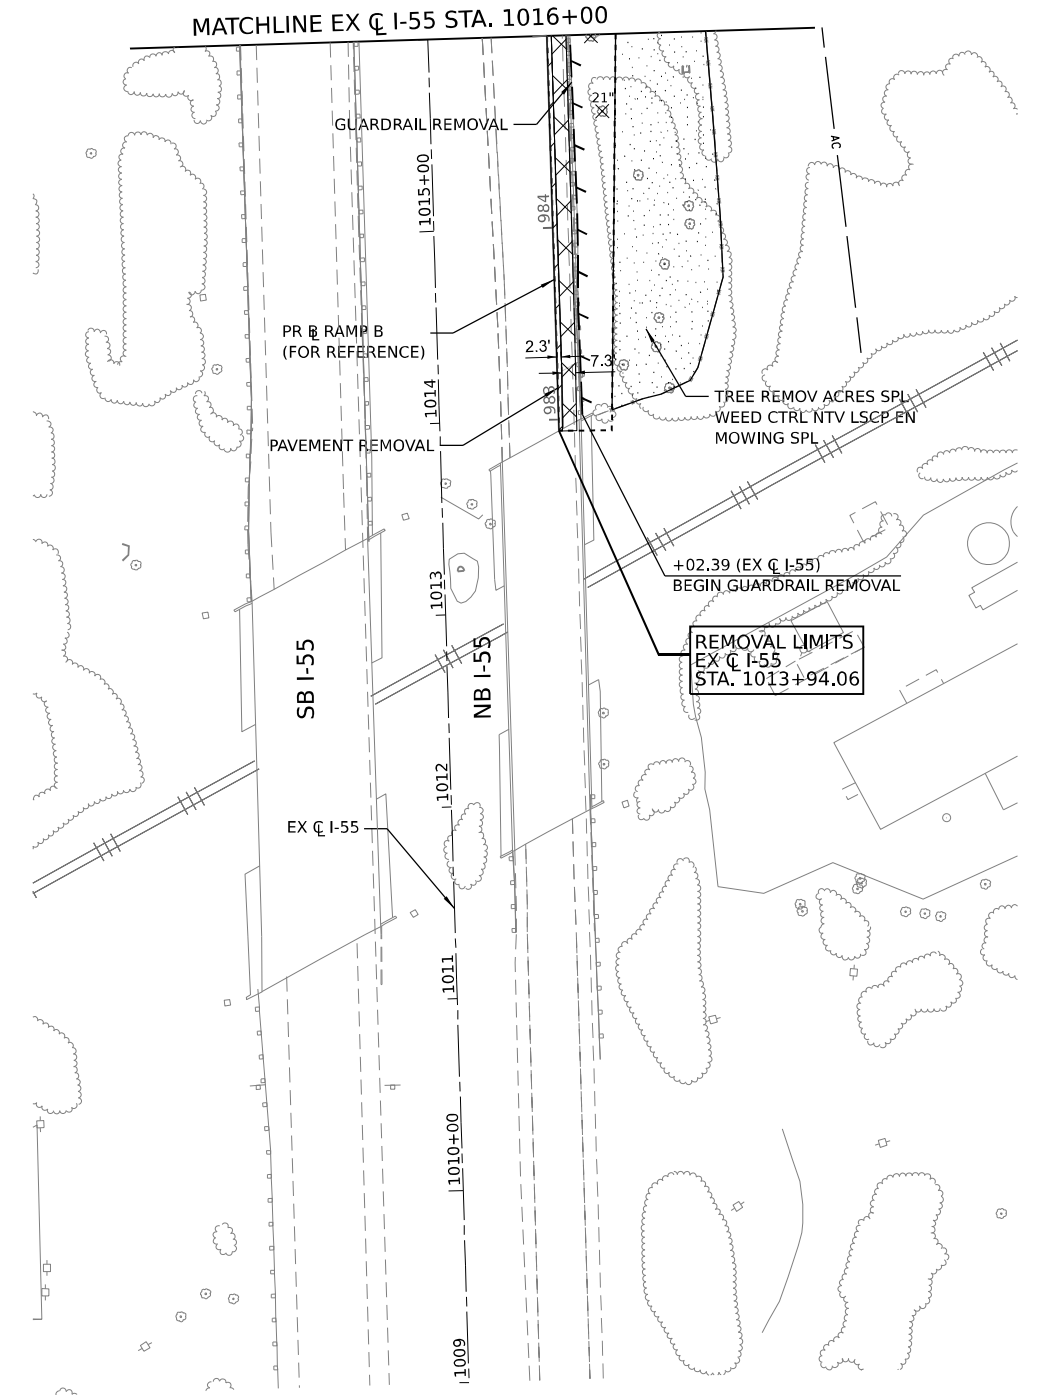 MATCHLINE EX ℄ I-55 STA. 1016+00
21"
GUARDRAIL REMOVAL
AC
1015+00
984
PR ␢ RAMP B
(FOR REFERENCE)
2.3'
7.3'
1014
TREE REMOV ACRES SPL
WEED CTRL NTV LSCP EN
MOWING SPL
PAVEMENT REMOVAL
+02.39 (EX ℄ I-55)
BEGIN GUARDRAIL REMOVAL
D
1013
REMOVAL LIMITS
EX ℄ I-55
STA. 1013+94.06
SB I-55
NB I-55
1012
EX ℄ I-55
1011
1010+00
1009